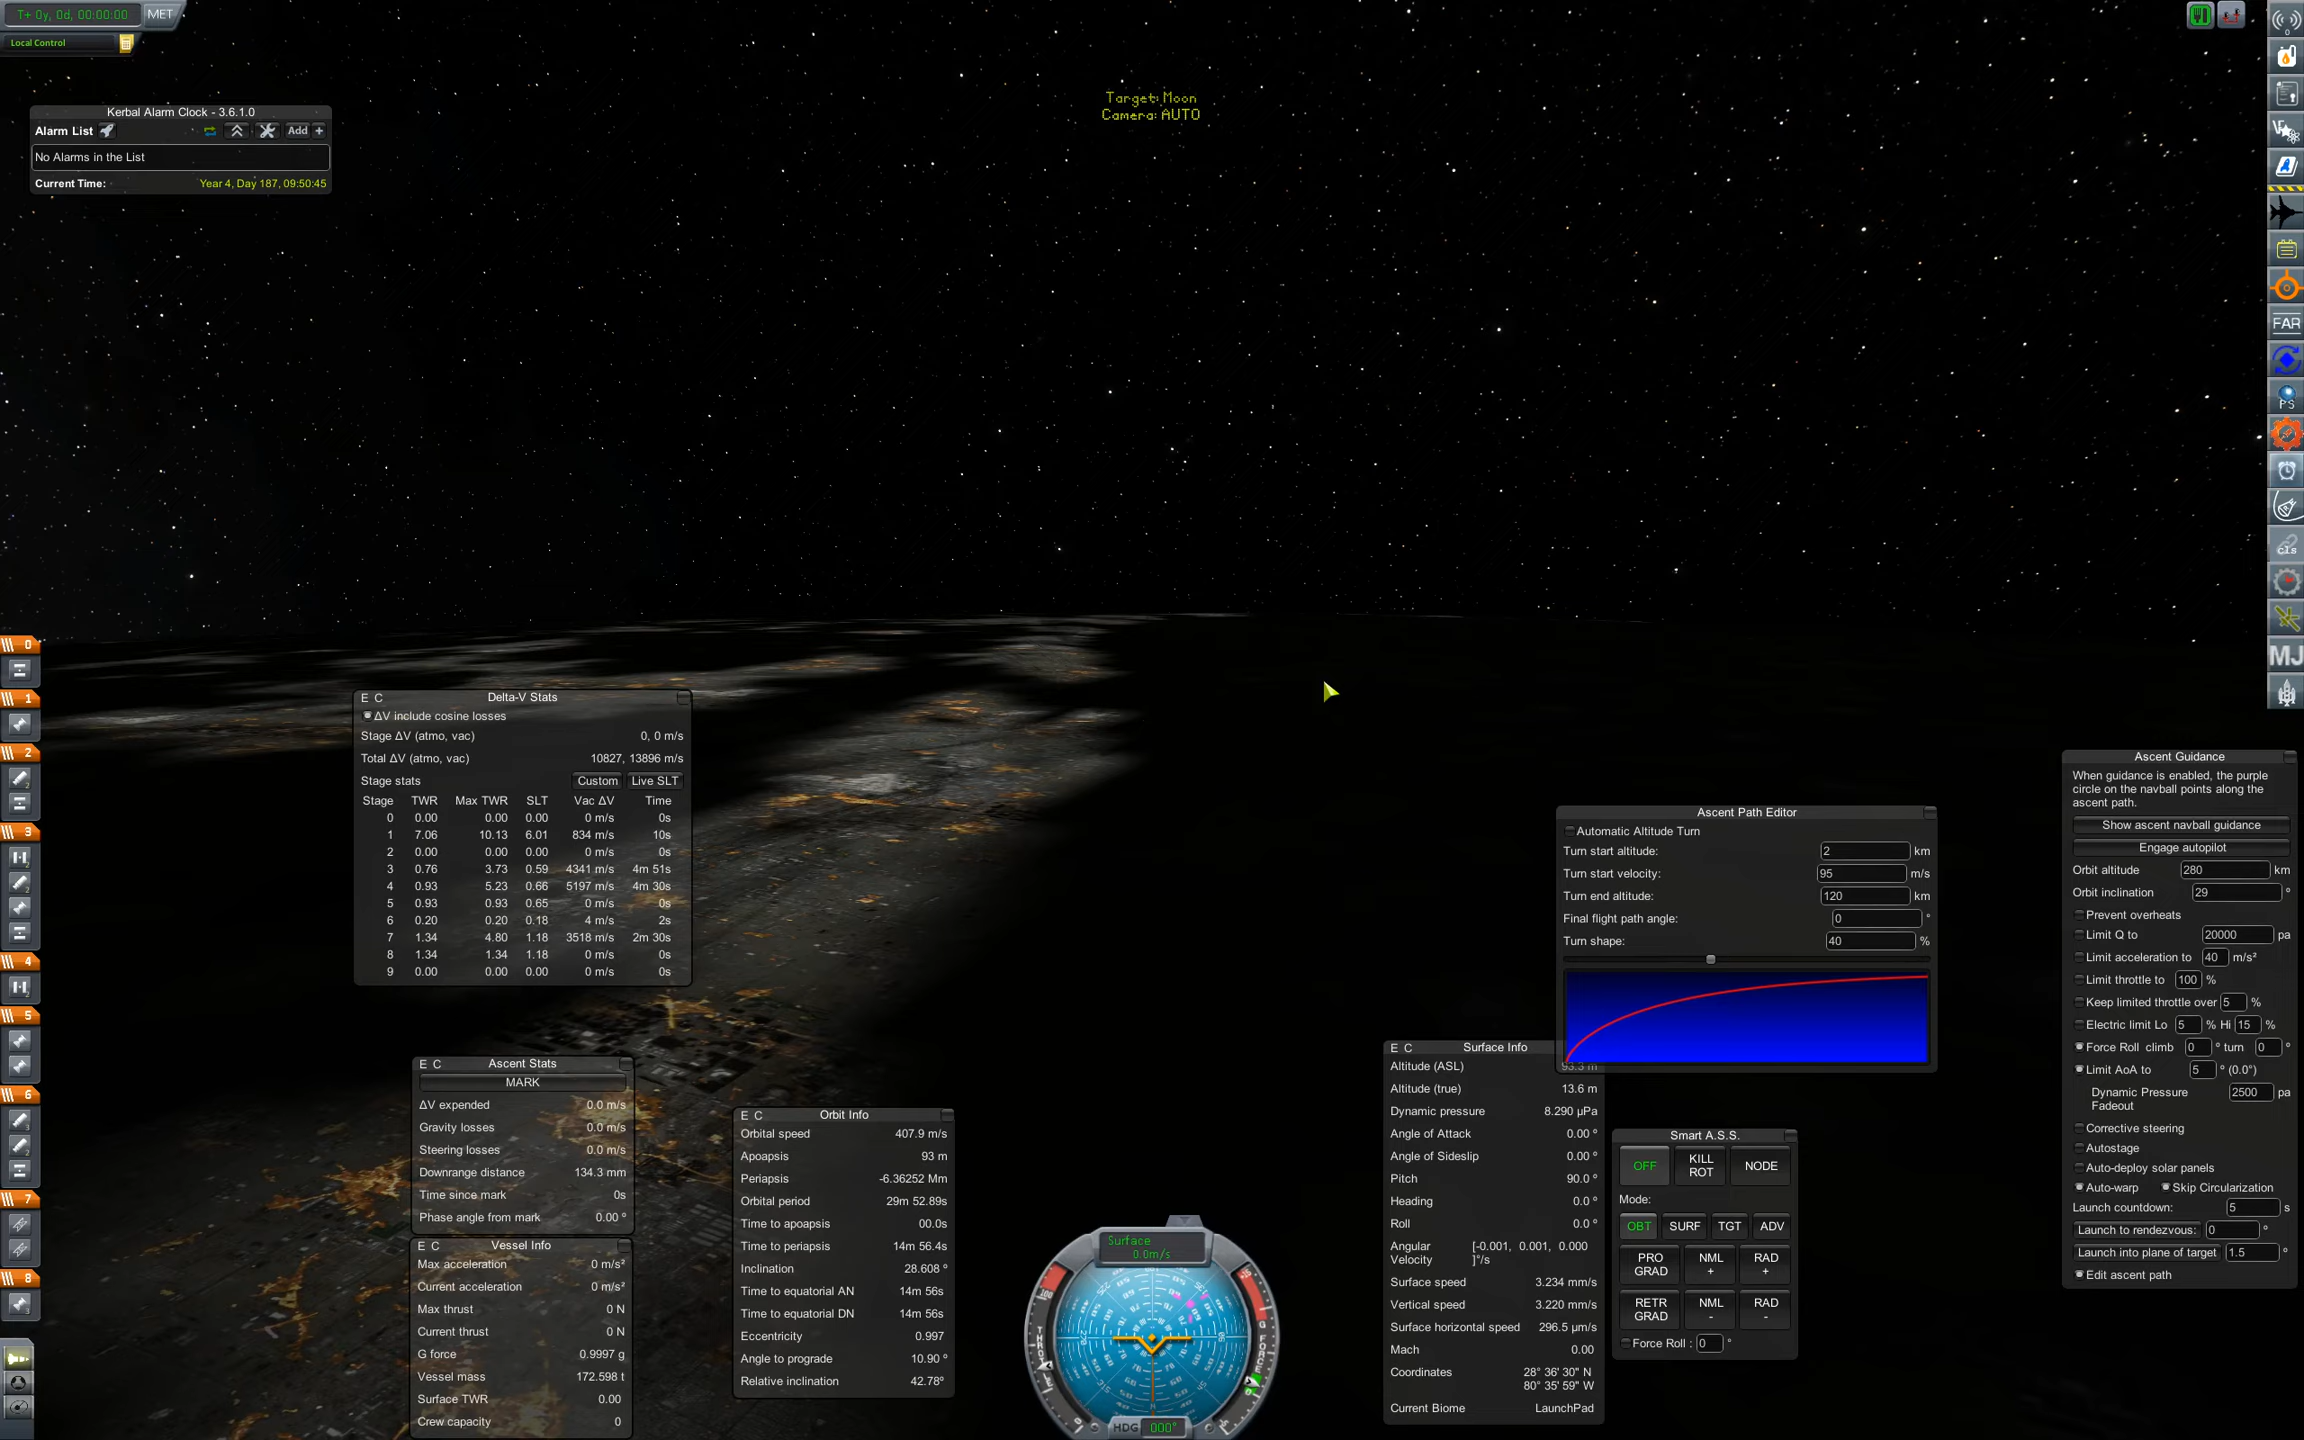 T+ 0y, 0d, 00:00:00 MET
Local Control
Target: Moon
Camera: AUTO
Kerbal Alarm Clock - 3.6.1.0
Alarm List Add +
No Alarms in the List
Current Time: Year 4, Day 187, 09:50:45
0
1
2
3
4
5
6
7
8
FAR
PS
cls
MJ
E C Delta-V Stats
ΔV include cosine losses
Stage ΔV (atmo, vac) 0, 0 m/s
Total ΔV (atmo, vac) 10827, 13896 m/s
Stage stats Custom Live SLT
Stage TWR Max TWR SLT Vac ΔV Time
0 0.00 0.00 0.00 0 m/s 0s
1 7.06 10.13 6.01 834 m/s 10s
2 0.00 0.00 0.00 0 m/s 0s
3 0.76 3.73 0.59 4341 m/s 4m 51s
4 0.93 5.23 0.66 5197 m/s 4m 30s
5 0.93 0.93 0.65 0 m/s 0s
6 0.20 0.20 0.18 4 m/s 2s
7 1.34 4.80 1.18 3518 m/s 2m 30s
8 1.34 1.34 1.18 0 m/s 0s
9 0.00 0.00 0.00 0 m/s 0s
E C Ascent Stats
MARK
ΔV expended 0.0 m/s
Gravity losses 0.0 m/s
Steering losses 0.0 m/s
Downrange distance 134.3 mm
Time since mark 0s
Phase angle from mark 0.00 º
E C Vessel Info
Max acceleration 0 m/s²
Current acceleration 0 m/s²
Max thrust 0 N
Current thrust 0 N
G force 0.9997 g
Vessel mass 172.598 t
Surface TWR 0.00
Crew capacity 0
E C Orbit Info
Orbital speed 407.9 m/s
Apoapsis 93 m
Periapsis -6.36252 Mm
Orbital period 29m 52.89s
Time to apoapsis 00.0s
Time to periapsis 14m 56.4s
Inclination 28.608 º
Time to equatorial AN 14m 56s
Time to equatorial DN 14m 56s
Eccentricity 0.997
Angle to prograde 10.90 º
Relative inclination 42.78º
Surface
0.0m/s
HDG 000°
E C Surface Info
Altitude (ASL) 93.3 m
Altitude (true) 13.6 m
Dynamic pressure 8.290 µPa
Angle of Attack 0.00 º
Angle of Sideslip 0.00 º
Pitch 90.0 º
Heading 0.0 º
Roll 0.0 º
Angular Velocity [-0.001, 0.001, 0.000 ]°/s
Surface speed 3.234 mm/s
Vertical speed 3.220 mm/s
Surface horizontal speed 296.5 µm/s
Mach 0.00
Coordinates 28° 36' 30" N
80° 35' 59" W
Current Biome LaunchPad
Ascent Path Editor
Automatic Altitude Turn
Turn start altitude: 2 km
Turn start velocity: 95 m/s
Turn end altitude: 120 km
Final flight path angle: 0 °
Turn shape: 40 %
Smart A.S.S.
OFF KILL ROT NODE
Mode:
OBT SURF TGT ADV
PRO GRAD NML + RAD +
RETR GRAD NML - RAD -
Force Roll : 0 °
Ascent Guidance
When guidance is enabled, the purple
circle on the navball points along the
ascent path.
Show ascent navball guidance
Engage autopilot
Orbit altitude 280 km
Orbit inclination 29 º
Prevent overheats
Limit Q to 20000 pa
Limit acceleration to 40 m/s²
Limit throttle to 100 %
Keep limited throttle over 5 %
Electric limit Lo 5 % Hi 15 %
Force Roll climb 0 º turn 0 º
Limit AoA to 5 º (0.0°)
Dynamic Pressure Fadeout 2500 pa
Corrective steering
Autostage
Auto-deploy solar panels
Auto-warp Skip Circularization
Launch countdown: 5 s
Launch to rendezvous: 0 º
Launch into plane of target 1.5 º
Edit ascent path